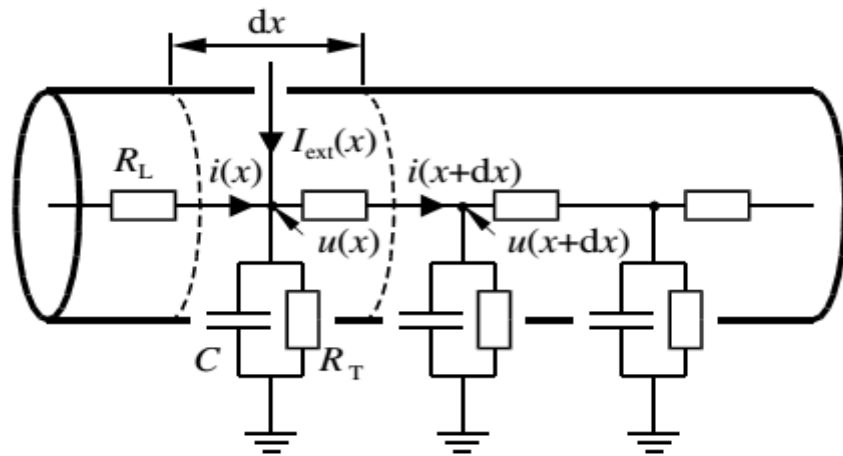 dx
I_ext(x)
R_L
i(x)
i(x+dx)
u(x)
u(x+dx)
C
R_T